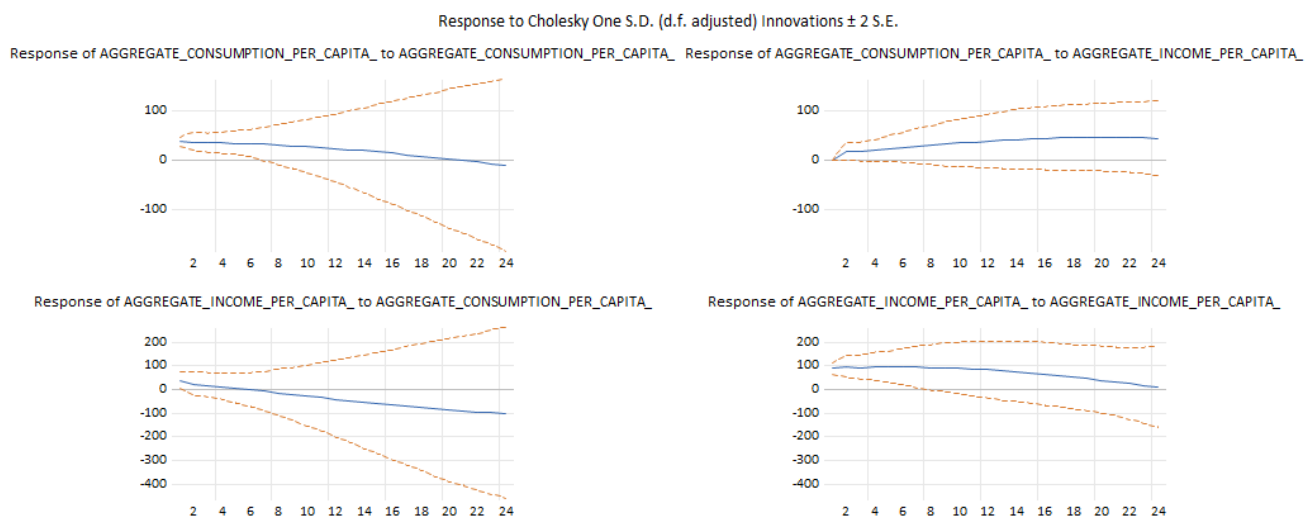 Response to Cholesky One S.D. (d.f. adjusted) Innovations ± 2 S.E.
Response of AGGREGATE_CONSUMPTION_PER_CAPITA_ to AGGREGATE_CONSUMPTION_PER_CAPITA_
100
0
-100
2 4 6 8 10 12 14 16 18 20 22 24
Response of AGGREGATE_CONSUMPTION_PER_CAPITA_ to AGGREGATE_INCOME_PER_CAPITA_
100
0
-100
2 4 6 8 10 12 14 16 18 20 22 24
Response of AGGREGATE_INCOME_PER_CAPITA_ to AGGREGATE_CONSUMPTION_PER_CAPITA_
200
100
0
-100
-200
-300
-400
2 4 6 8 10 12 14 16 18 20 22 24
Response of AGGREGATE_INCOME_PER_CAPITA_ to AGGREGATE_INCOME_PER_CAPITA_
200
100
0
-100
-200
-300
-400
2 4 6 8 10 12 14 16 18 20 22 24